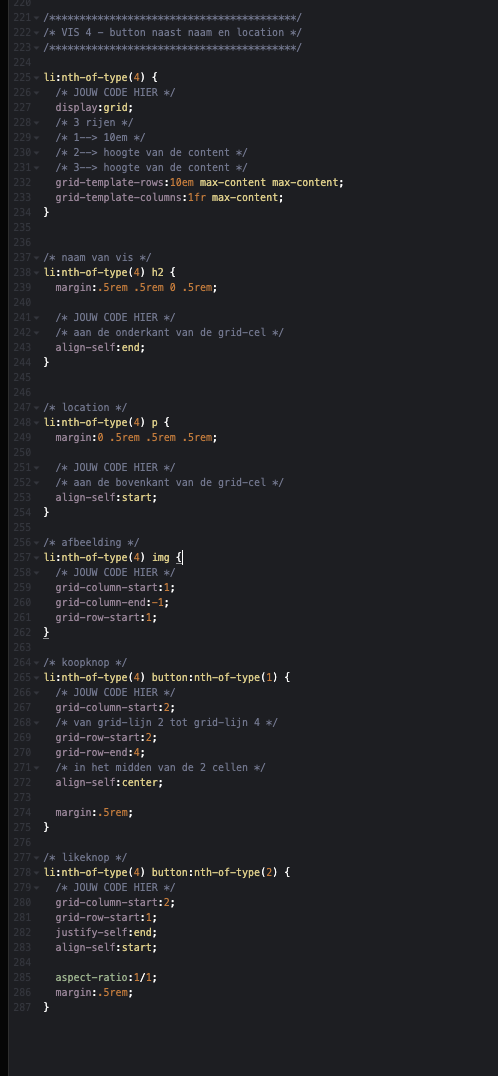 220
221 /*****************************************/
222 /* VIS 4 - button naast naam en location */
223 /*****************************************/
224
225 li:nth-of-type(4) {
226 /* JOUW CODE HIER */
227 display:grid;
228 /* 3 rijen */
229 /* 1--> 10em */
230 /* 2--> hoogte van de content */
231 /* 3--> hoogte van de content */
232 grid-template-rows:10em max-content max-content;
233 grid-template-columns:1fr max-content;
234 }
235
236
237 /* naam van vis */
238 li:nth-of-type(4) h2 {
239 margin:.5rem .5rem 0 .5rem;
240
241 /* JOUW CODE HIER */
242 /* aan de onderkant van de grid-cel */
243 align-self:end;
244 }
245
246
247 /* location */
248 li:nth-of-type(4) p {
249 margin:0 .5rem .5rem .5rem;
250
251 /* JOUW CODE HIER */
252 /* aan de bovenkant van de grid-cel */
253 align-self:start;
254 }
255
256 /* afbeelding */
257 li:nth-of-type(4) img {
258 /* JOUW CODE HIER */
259 grid-column-start:1;
260 grid-column-end:-1;
261 grid-row-start:1;
262 }
263
264 /* koopknop */
265 li:nth-of-type(4) button:nth-of-type(1) {
266 /* JOUW CODE HIER */
267 grid-column-start:2;
268 /* van grid-lijn 2 tot grid-lijn 4 */
269 grid-row-start:2;
270 grid-row-end:4;
271 /* in het midden van de 2 cellen */
272 align-self:center;
273
274 margin:.5rem;
275 }
276
277 /* likeknop */
278 li:nth-of-type(4) button:nth-of-type(2) {
279 /* JOUW CODE HIER */
280 grid-column-start:2;
281 grid-row-start:1;
282 justify-self:end;
283 align-self:start;
284
285 aspect-ratio:1/1;
286 margin:.5rem;
287 }